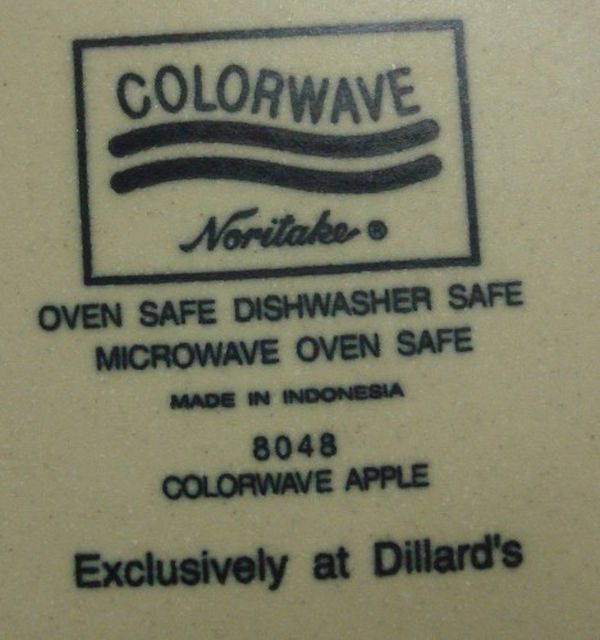 COLORWAVE
Noritake ®
OVEN SAFE DISHWASHER SAFE
MICROWAVE OVEN SAFE
MADE IN INDONESIA
8048
COLORWAVE APPLE
Exclusively at Dillard's